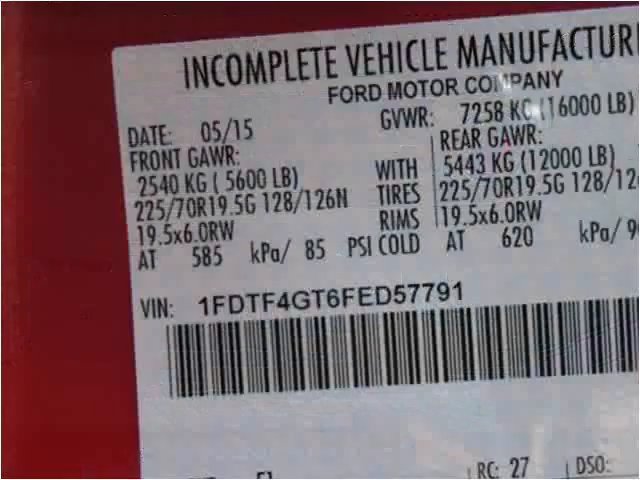 INCOMPLETE VEHICLE MANUFACTUR
FORD MOTOR COMPANY
DATE: 05/15 GVWR: 7258 KG (16000 LB)
FRONT GAWR: REAR GAWR:
2540 KG ( 5600 LB) WITH 5443 KG (12000 LB)
225/70R19.5G 128/126N TIRES 225/70R19.5G 128/12
19.5x6.0RW RIMS 19.5x6.0RW
AT 585 kPa/ 85 PSI COLD AT 620 kPa/ 9
VIN: 1FDTF4GT6FED57791
RC: 27 DSO: